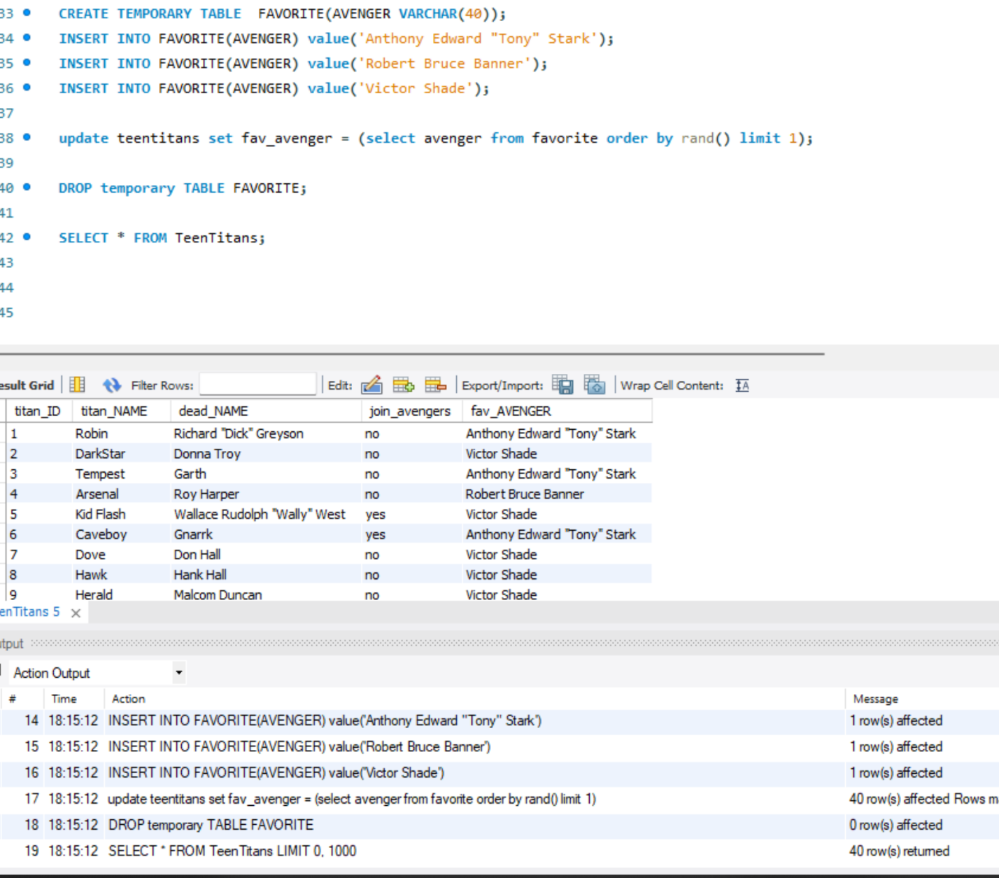 33 CREATE TEMPORARY TABLE  FAVORITE(AVENGER VARCHAR(40));
34 INSERT INTO FAVORITE(AVENGER) value('Anthony Edward "Tony" Stark');
35 INSERT INTO FAVORITE(AVENGER) value('Robert Bruce Banner');
36 INSERT INTO FAVORITE(AVENGER) value('Victor Shade');
37
38 update teentitans set fav_avenger = (select avenger from favorite order by rand() limit 1);
39
40 DROP temporary TABLE FAVORITE;
41
42 SELECT * FROM TeenTitans;
43
44
45
esult Grid Filter Rows: Edit: Export/Import: Wrap Cell Content: IA
titan_ID titan_NAME dead_NAME join_avengers fav_AVENGER
1 Robin Richard "Dick" Greyson no Anthony Edward "Tony" Stark
2 DarkStar Donna Troy no Victor Shade
3 Tempest Garth no Anthony Edward "Tony" Stark
4 Arsenal Roy Harper no Robert Bruce Banner
5 Kid Flash Wallace Rudolph "Wally" West yes Victor Shade
6 Caveboy Gnarrk yes Anthony Edward "Tony" Stark
7 Dove Don Hall no Victor Shade
8 Hawk Hank Hall no Victor Shade
9 Herald Malcom Duncan no Victor Shade
enTitans 5
tput
Action Output
# Time Action Message
14 18:15:12 INSERT INTO FAVORITE(AVENGER) value('Anthony Edward "Tony" Stark') 1 row(s) affected
15 18:15:12 INSERT INTO FAVORITE(AVENGER) value('Robert Bruce Banner') 1 row(s) affected
16 18:15:12 INSERT INTO FAVORITE(AVENGER) value('Victor Shade') 1 row(s) affected
17 18:15:12 update teentitans set fav_avenger = (select avenger from favorite order by rand() limit 1) 40 row(s) affected Rows m
18 18:15:12 DROP temporary TABLE FAVORITE 0 row(s) affected
19 18:15:12 SELECT * FROM TeenTitans LIMIT 0, 1000 40 row(s) returned